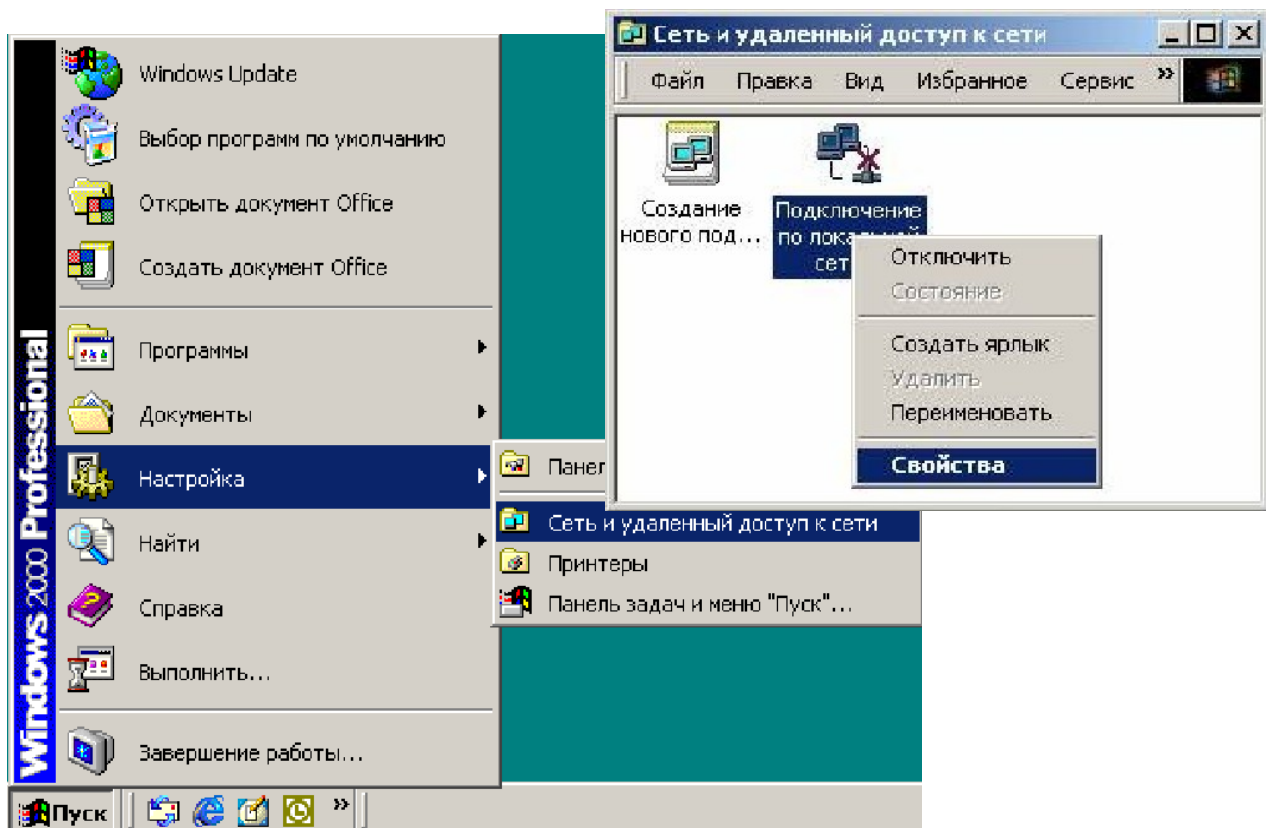 Windows Update
Выбор программ по умолчанию
Открыть документ Office
Создать документ Office
Программы
Документы
Настройка
Найти
Справка
Выполнить...
Завершение работы...
Windows 2000 Professional
Пуск
»
Панел
Сеть и удаленный доступ к сети
Принтеры
Панель задач и меню "Пуск"...
Сеть и удаленный доступ к сети
Файл Правка Вид Избранное Сервис »
Создание
нового под...
Подключение
по локальной
сет
Отключить
Состояние
Создать ярлык
Удалить
Переименовать
Свойства